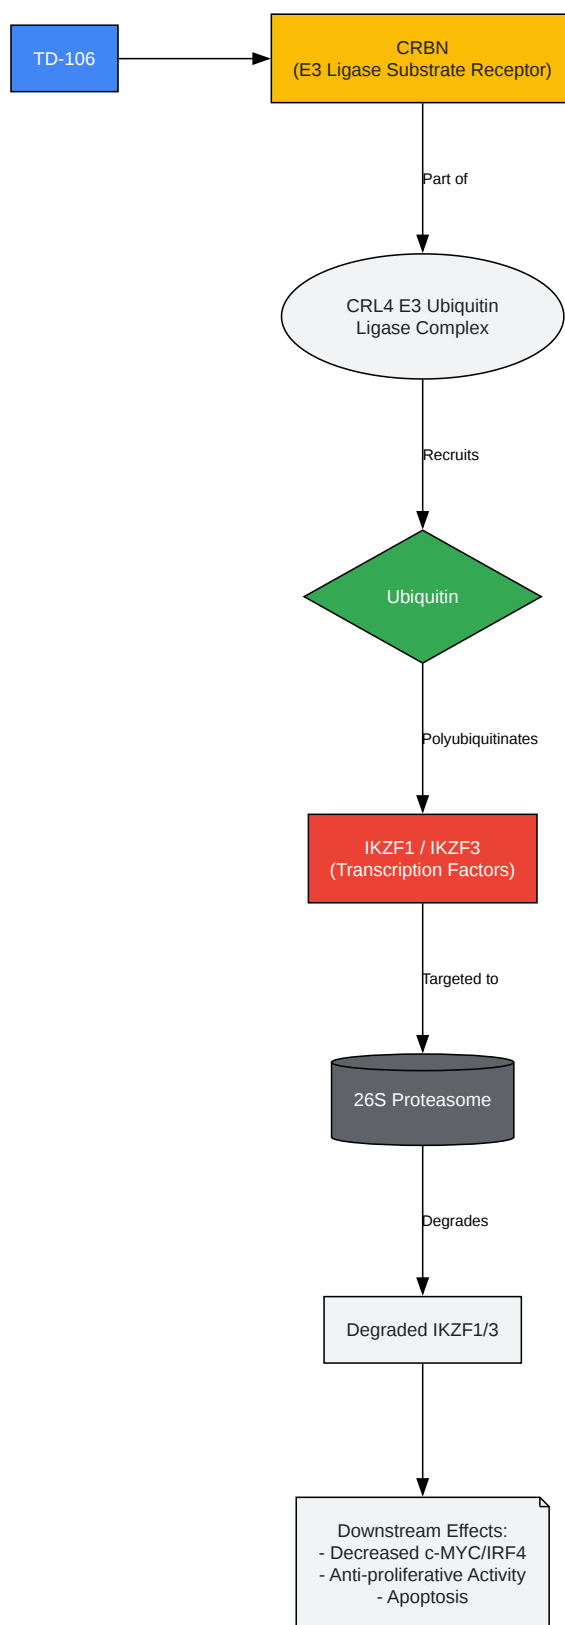 TD-106
CRBN
(E3 Ligase Substrate Receptor)
Part of
CRL4 E3 Ubiquitin
Ligase Complex
Recruits
Ubiquitin
Polyubiquitinates
IKZF1 / IKZF3
(Transcription Factors)
Targeted to
26S Proteasome
Degrades
Degraded IKZF1/3
Downstream Effects:
- Decreased c-MYC/IRF4
- Anti-proliferative Activity
- Apoptosis